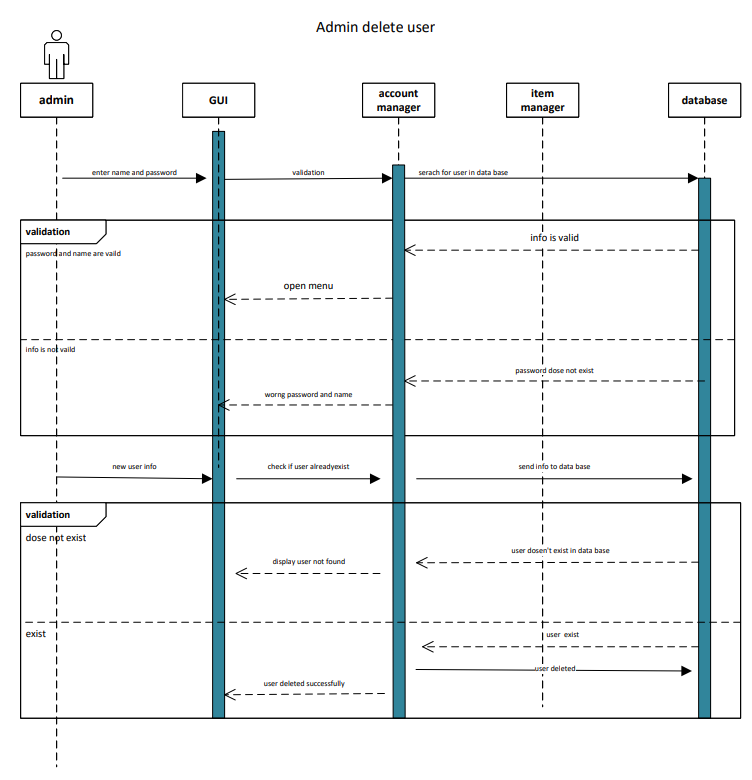 Admin delete user
admin
GUI
account
manager
item
manager
database
enter name and password
validation
serach for user in data base
validation
info is valid
password and name are vaild
open menu
info is not vaild
password dose not exist
worng password and name
new user info
check if user alreadyexist
send info to data base
validation
dose not exist
user dosen't exist in data base
display user not found
exist
user exist
user deleted
user deleted successfully